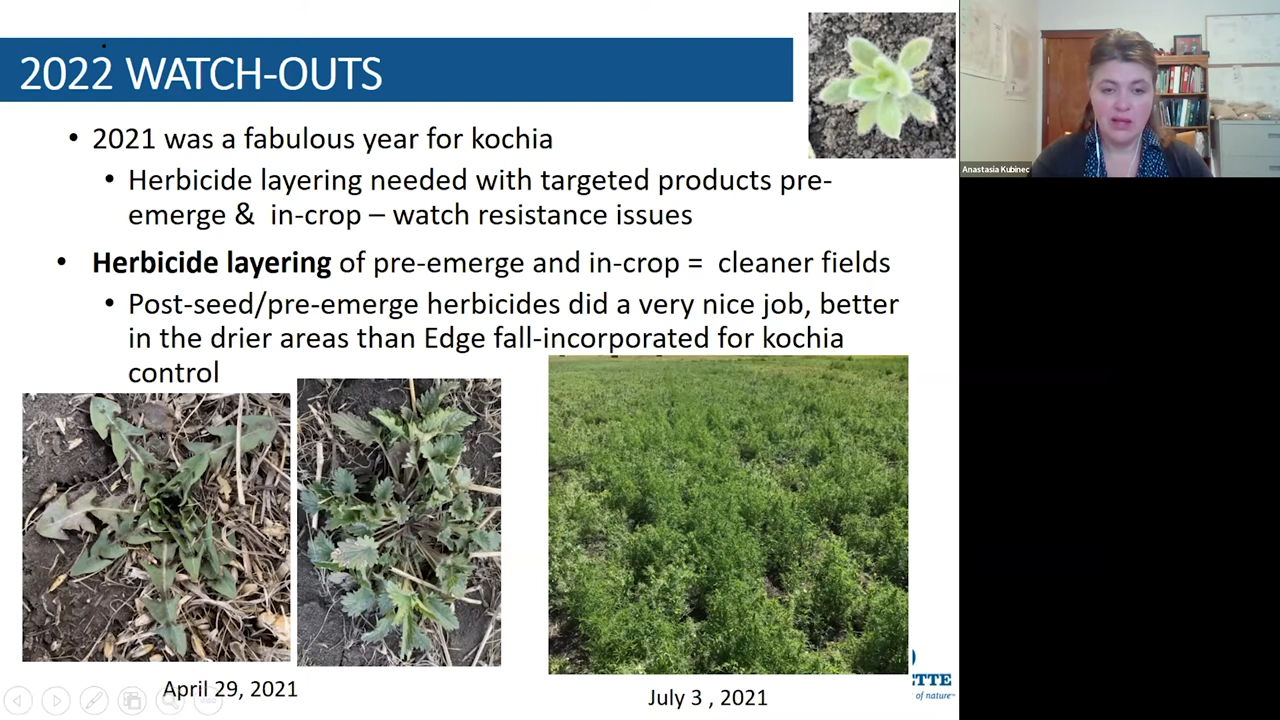 2022 WATCH-OUTS
• 2021 was a fabulous year for kochia
• Herbicide layering needed with targeted products pre-
emerge & in-crop – watch resistance issues
• Herbicide layering of pre-emerge and in-crop = cleaner fields
• Post-seed/pre-emerge herbicides did a very nice job, better
in the drier areas than Edge fall-incorporated for kochia
control
April 29, 2021
July 3 , 2021
ETTE
of nature
Anastasia Kubinec